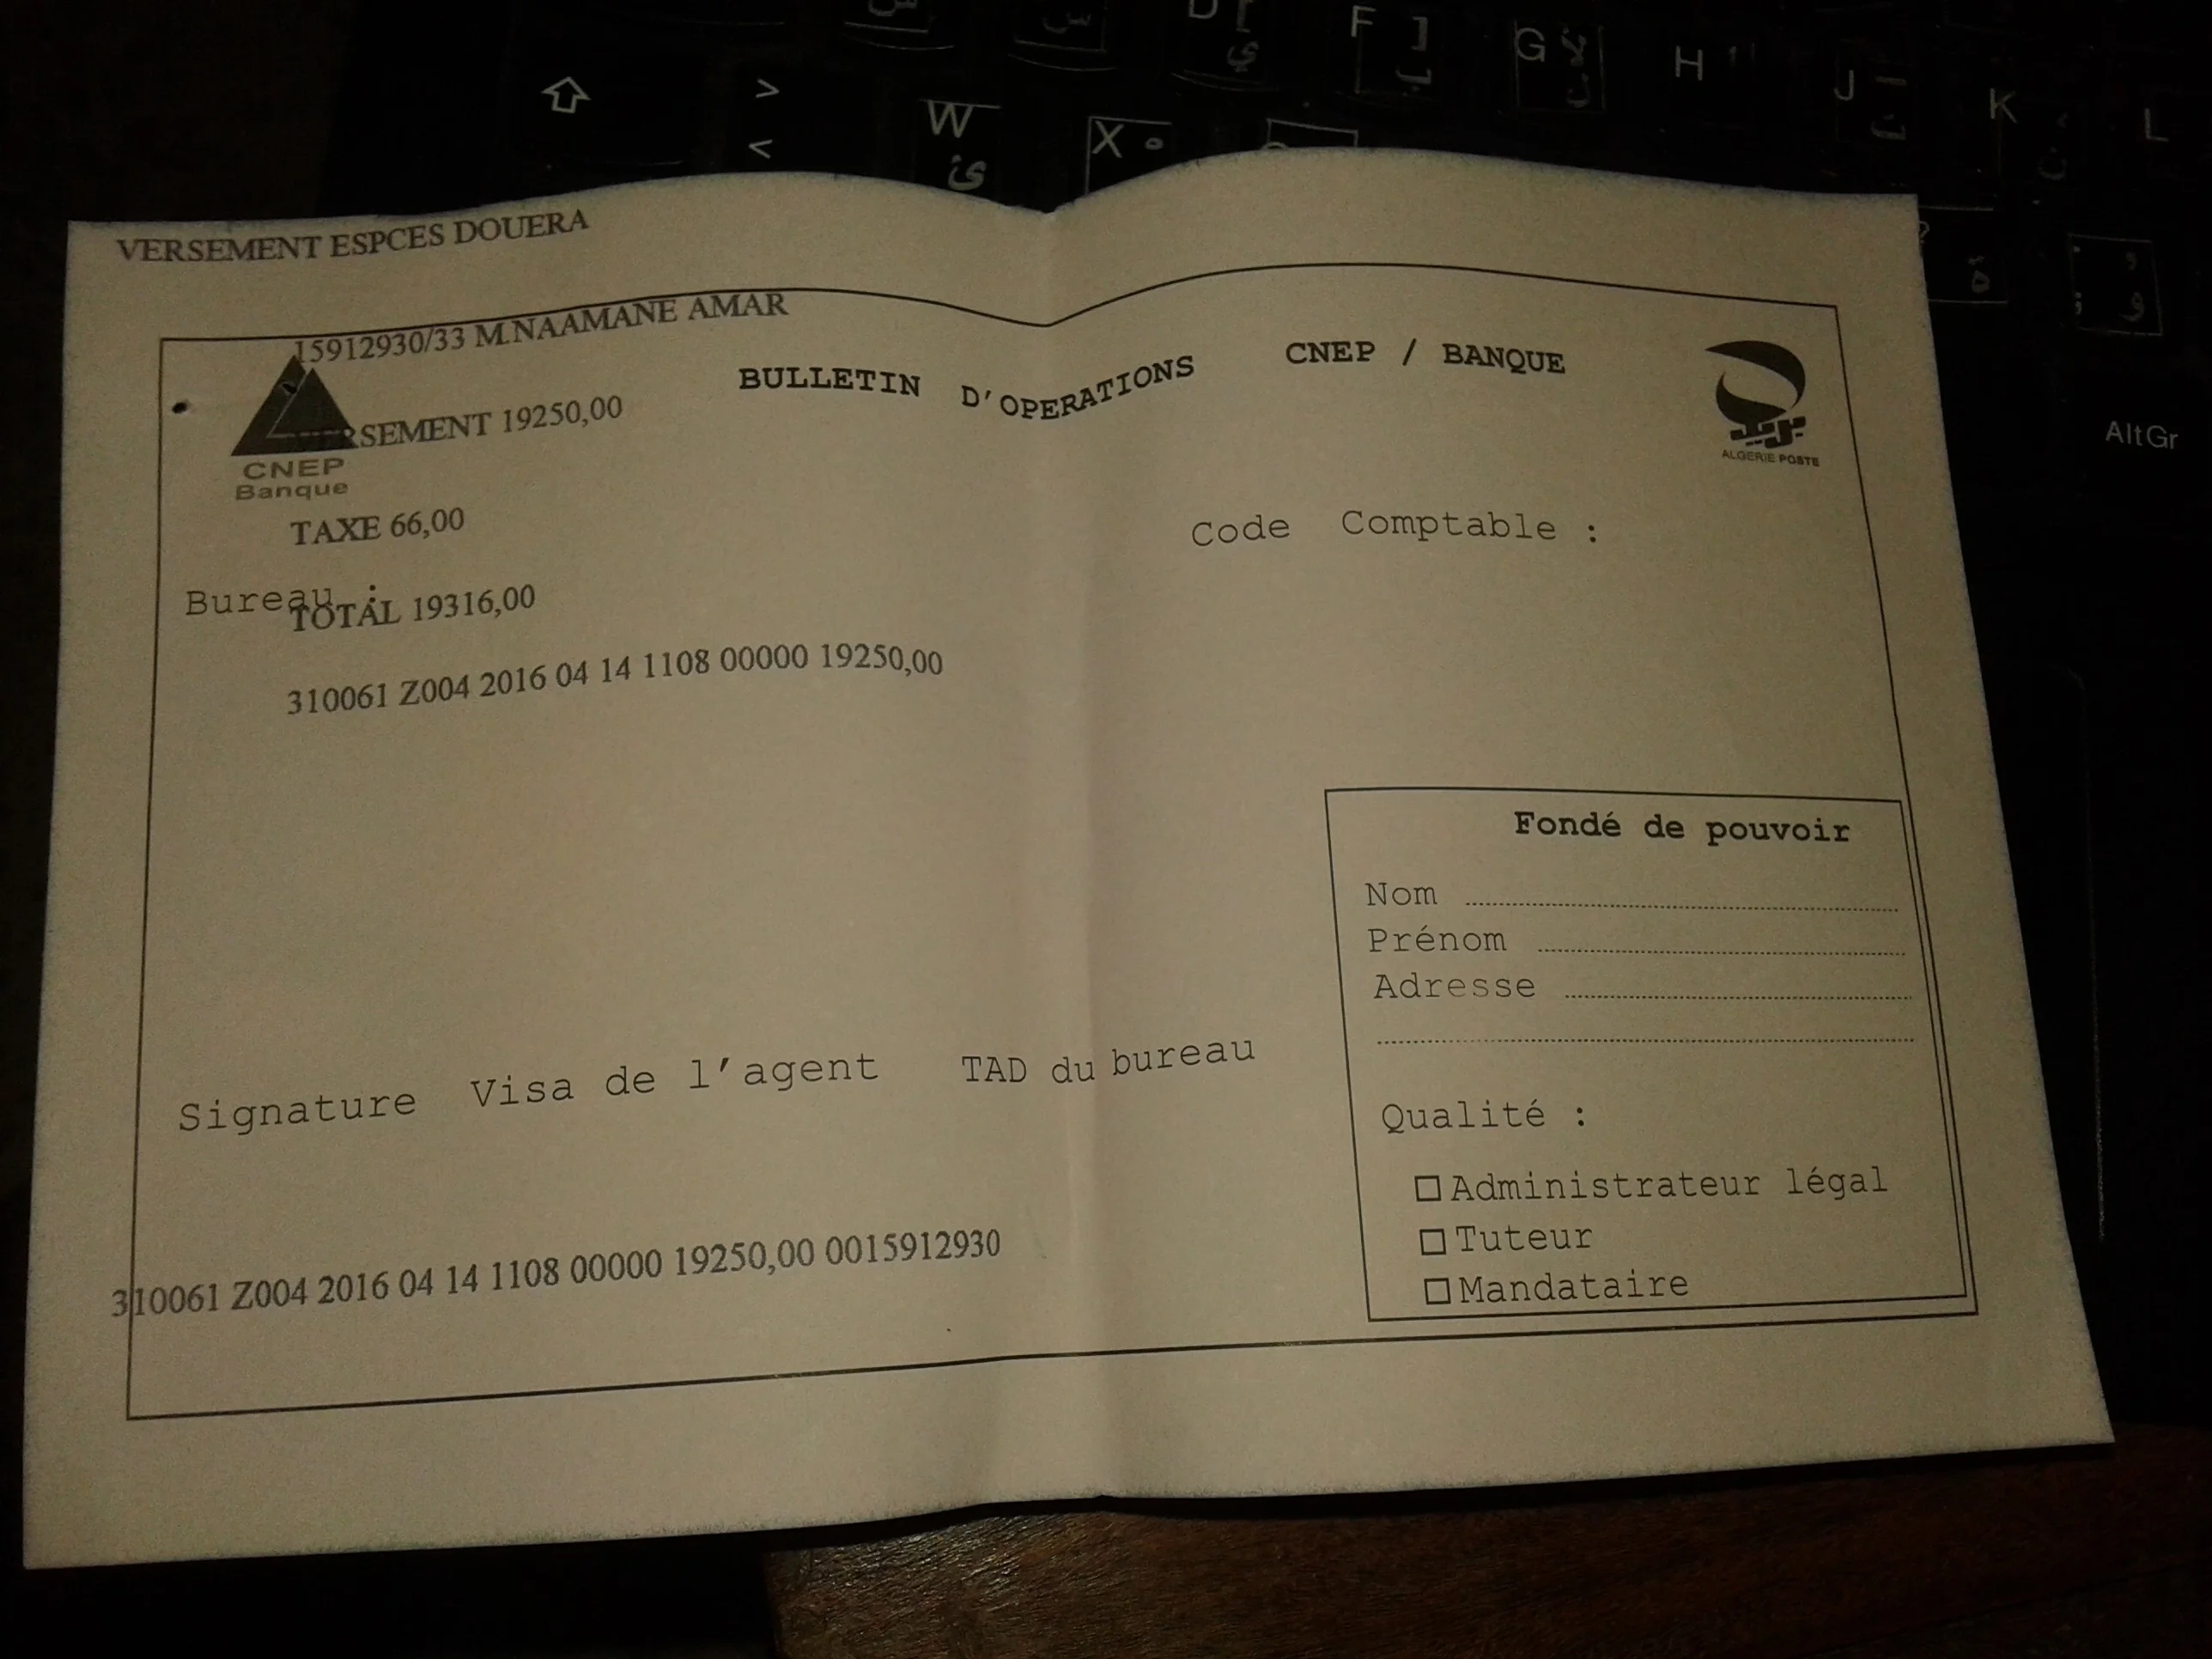 VERSEMENT ESPCES DOUERA
15912930/33 M.NAAMANE AMAR
BULLETIN D'OPERATIONS CNEP / BANQUE
VERSEMENT 19250,00
CNEP
Banque
ALGERIE POSTE
TAXE 66,00
Code Comptable :
Bureau :
TOTAL 19316,00
310061 Z004 2016 04 14 1108 00000 19250,00
Fondé de pouvoir
Nom
Prénom
Adresse
Signature Visa de l'agent TAD du bureau
Qualité :
Administrateur légal
Tuteur
Mandataire
310061 Z004 2016 04 14 1108 00000 19250,00 0015912930
F ]
G
H
J
K
L
>
<
W
X
AltGr